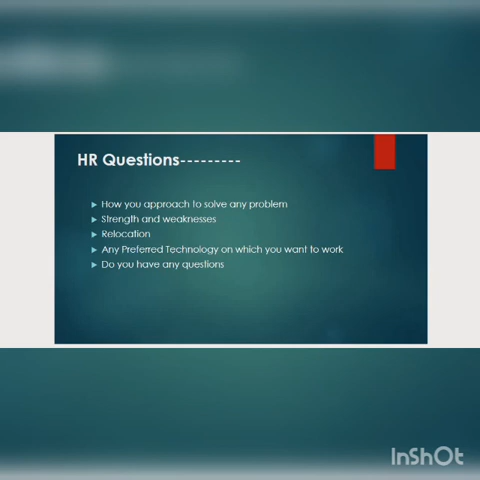 HR Questions---------
How you approach to solve any problem
Strength and weaknesses
Relocation
Any Preferred Technology on which you want to work
Do you have any questions
InShOt